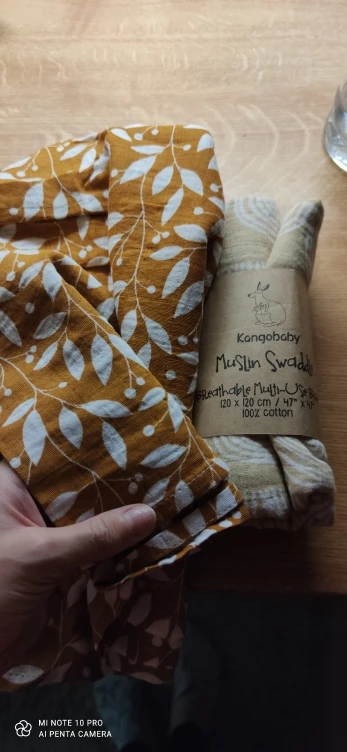 Kangobaby
Muslin Swaddle
Breathable Multi-Use
120 x 120 cm / 47" x 47"
100% cotton
MI NOTE 10 PRO
AI PENTA CAMERA